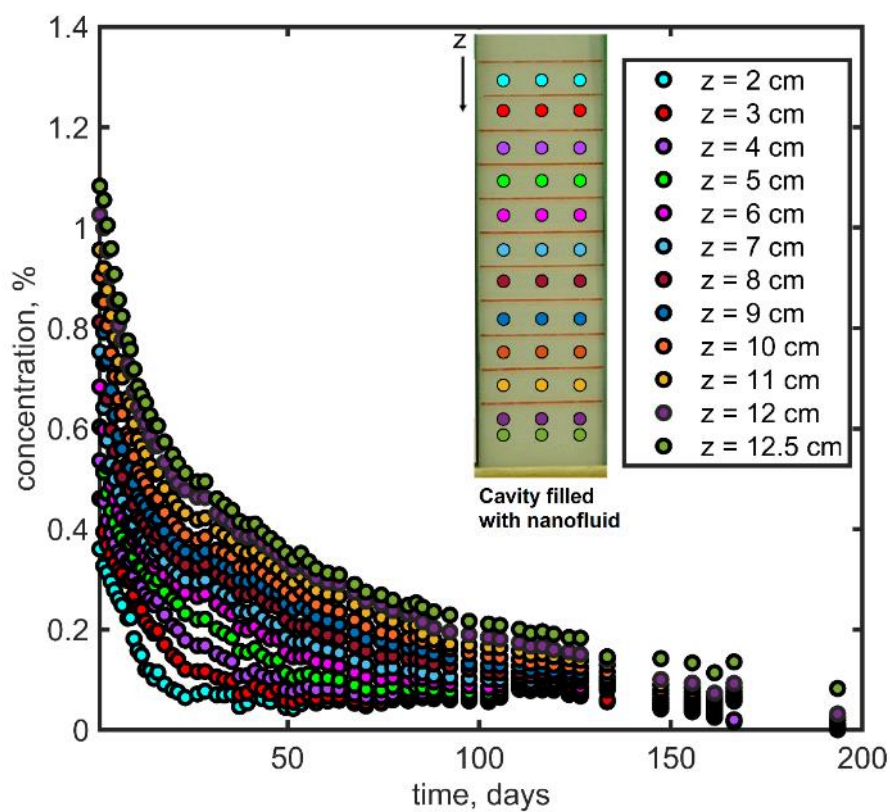 1.4
1.2
1
0.8
0.6
0.4
0.2
0
concentration, %
50
100
150
200
time, days
z
Cavity filled
with nanofluid
z = 2 cm
z = 3 cm
z = 4 cm
z = 5 cm
z = 6 cm
z = 7 cm
z = 8 cm
z = 9 cm
z = 10 cm
z = 11 cm
z = 12 cm
z = 12.5 cm